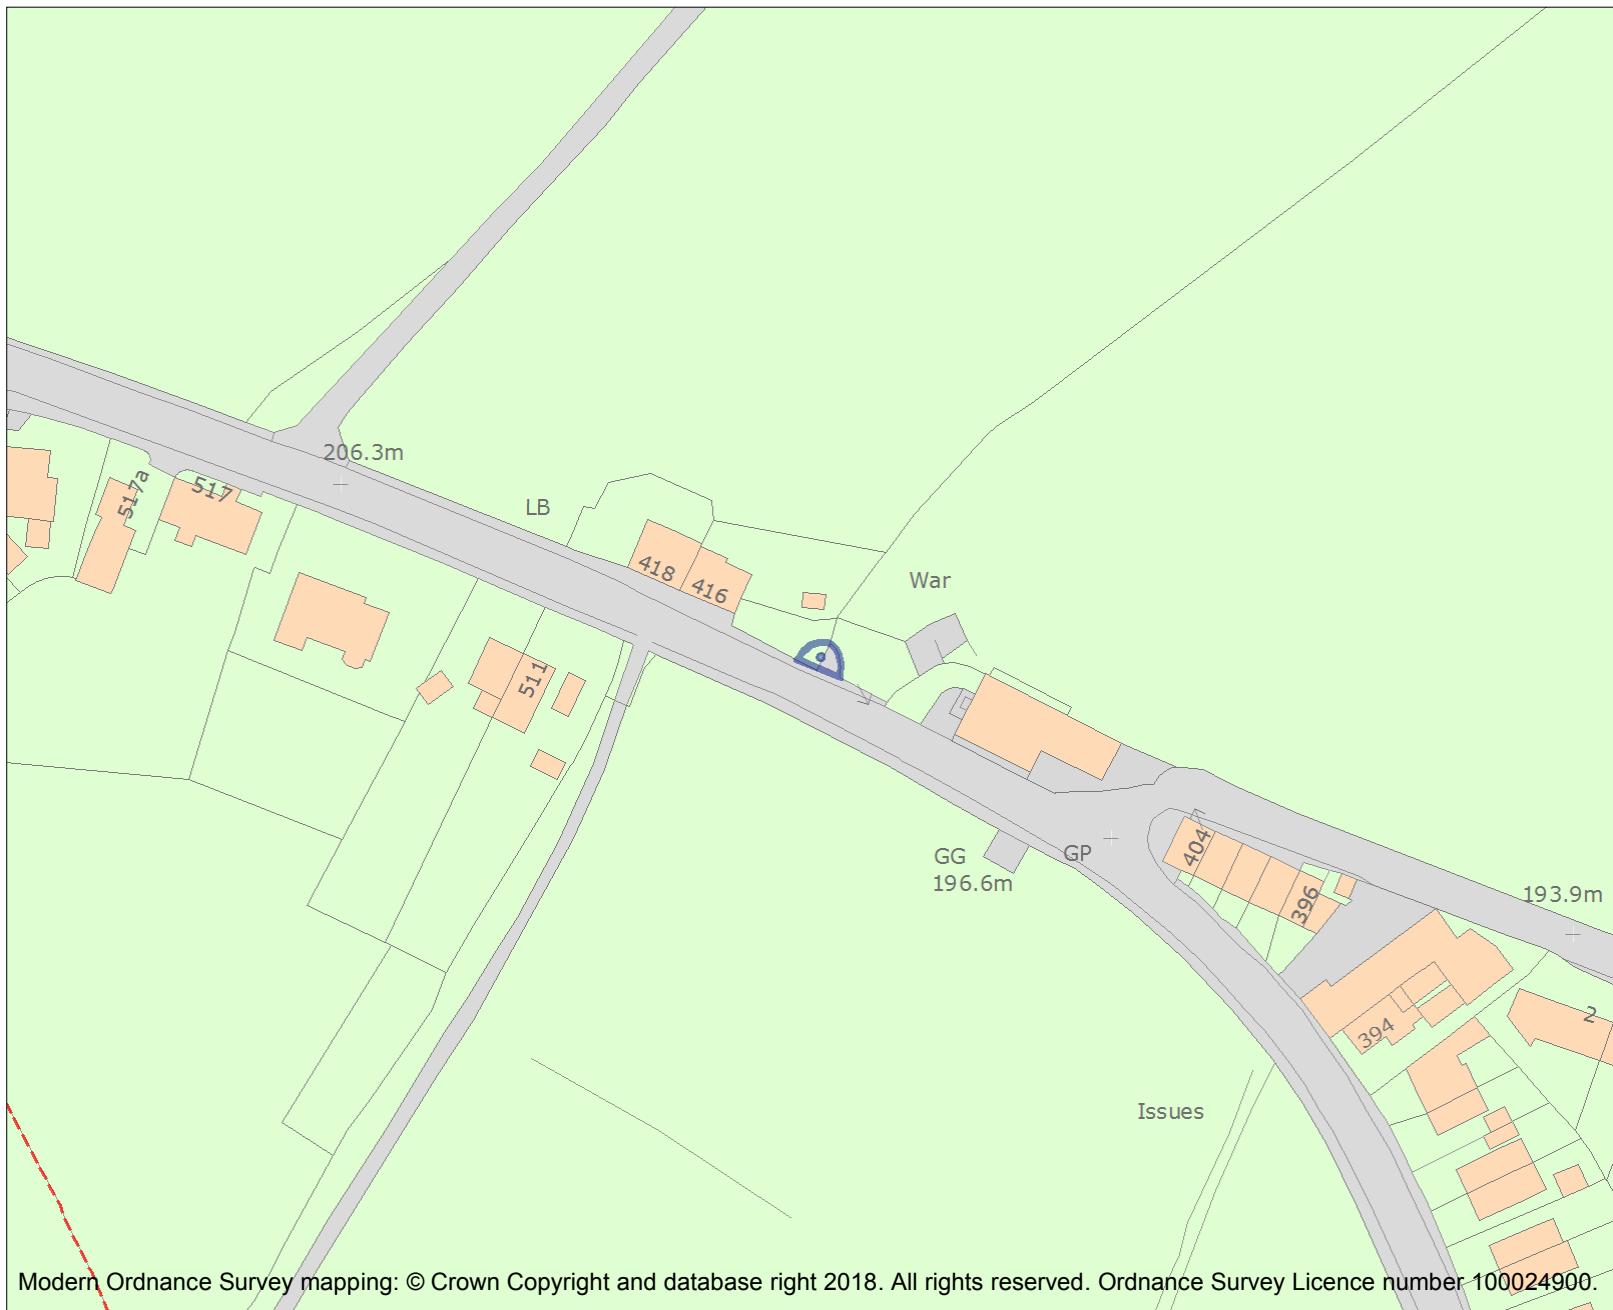 206.3m
517a
517
LB
418
416
War
511
GG
196.6m
GP
404
396
193.9m
394
2
Issues
Modern Ordnance Survey mapping: © Crown Copyright and database right 2018. All rights reserved. Ordnance Survey Licence number 100024900.